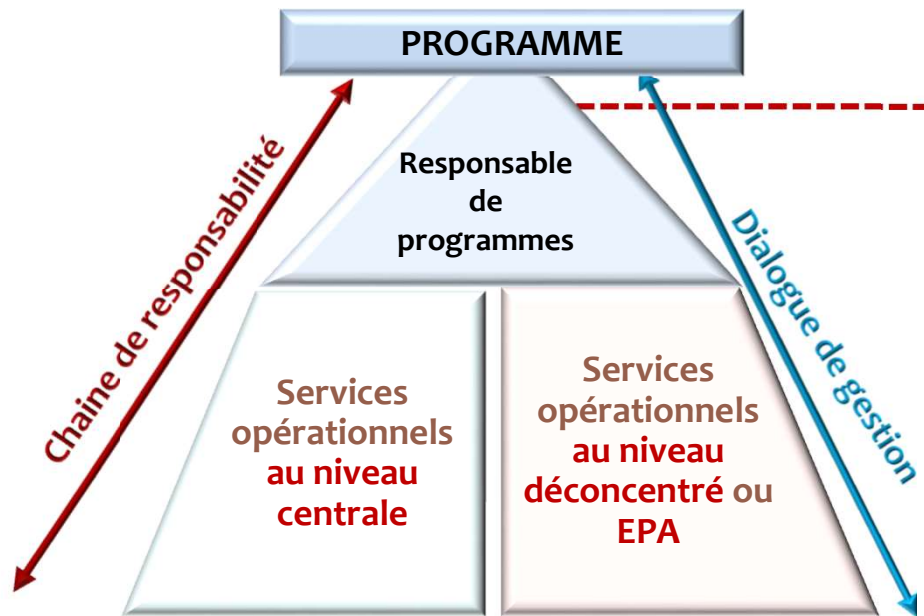 PROGRAMME
Chaine de responsabilité
Responsable
de
programmes
Dialogue de gestion
Services
opérationnels
au niveau
centrale
Services
opérationnels
au niveau
déconcentré ou
EPA